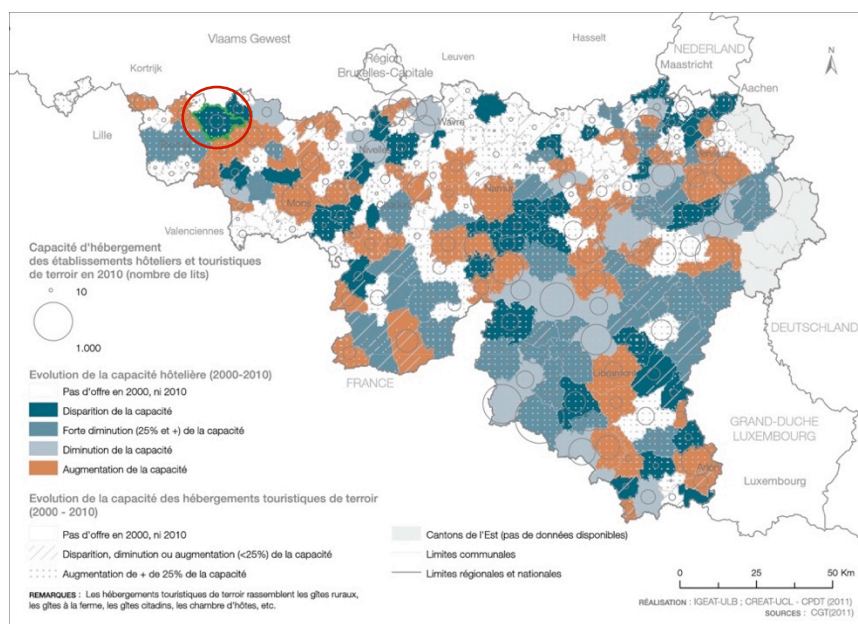 Vlaams Gewest
Hasselt
Leuven
NEDERLAND
Maastricht
Kortrijk
Région
Bruxelles-Capitale
N
Aachen
Lille
Wavre
Nivelles
Namur
Mons
Valenciennes
Capacité d'hébergement
des établissements hôteliers et touristiques
de terroir en 2010 (nombre de lits)
10
1.000
DEUTSCHLAND
FRANCE
Libramont
Evolution de la capacité hôtelière (2000-2010)
Pas d'offre en 2000, ni 2010
Disparition de la capacité
Forte diminution (25% et +) de la capacité
Diminution de la capacité
Augmentation de la capacité
GRAND-DUCHE
LUXEMBOURG
Arlon
Luxembourg
Evolution de la capacité des hébergements touristiques de terroir
(2000 - 2010)
Pas d'offre en 2000, ni 2010
Disparition, diminution ou augmentation (<25%) de la capacité
Augmentation de + de 25% de la capacité
Cantons de l'Est (pas de données disponibles)
Limites communales
Limites régionales et nationales
0 25 50 Km
REMARQUES : Les hébergements touristiques de terroir rassemblent les gîtes ruraux,
les gîtes à la ferme, les gîtes citadins, les chambre d'hôtes, etc.
RÉALISATION : IGEAT-ULB ; CREAT-UCL - CPDT (2011)
SOURCES : CGT(2011)